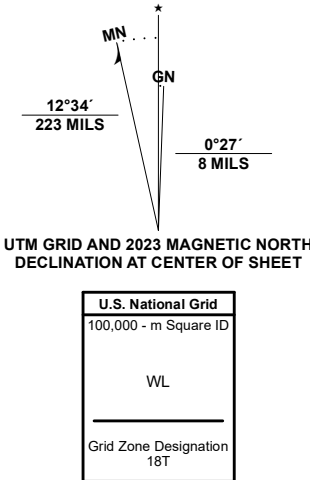 ★
MN
GN
12°34´
223 MILS
0°27´
8 MILS
UTM GRID AND 2023 MAGNETIC NORTH
DECLINATION AT CENTER OF SHEET
U.S. National Grid
100,000 - m Square ID
WL
Grid Zone Designation
18T